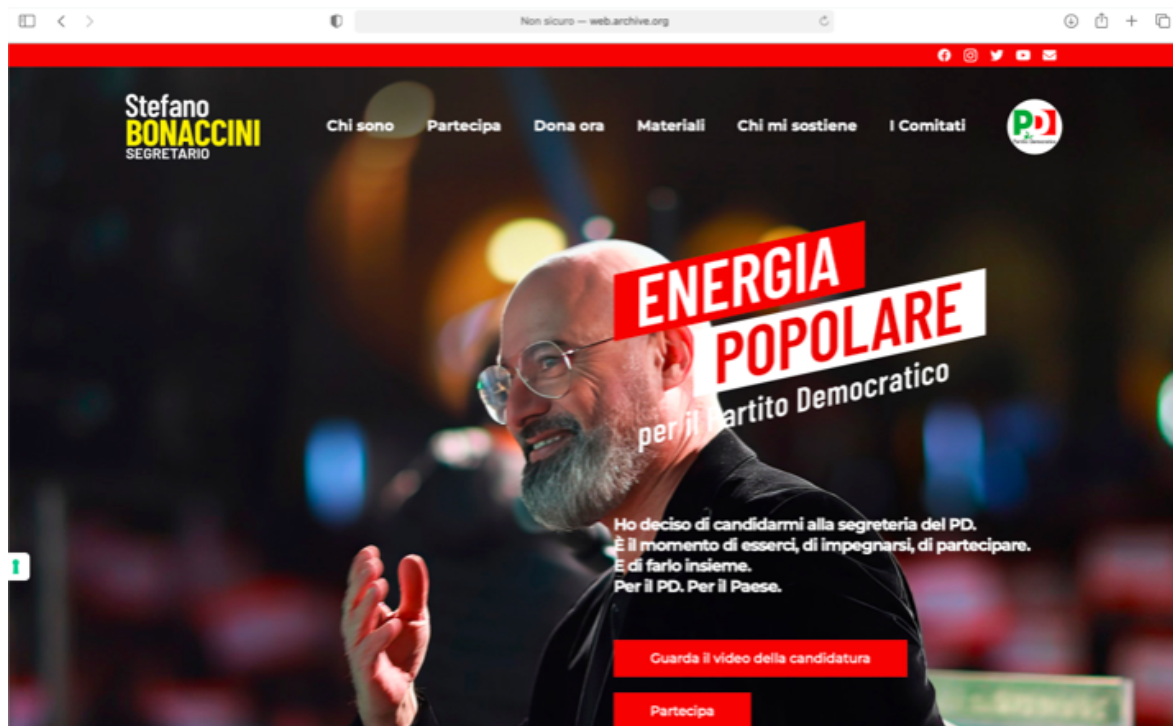 Non sicuro — web.archive.org
Stefano
BONACCINI
SEGRETARIO
Chi sono
Partecipa
Dona ora
Materiali
Chi mi sostiene
I Comitati
PD
Partito Democratico
ENERGIA
POPOLARE
per il Partito Democratico
Ho deciso di candidarmi alla segreteria del PD.
È il momento di esserci, di impegnarsi, di partecipare.
E di farlo insieme.
Per il PD. Per il Paese.
Guarda il video della candidatura
Partecipa